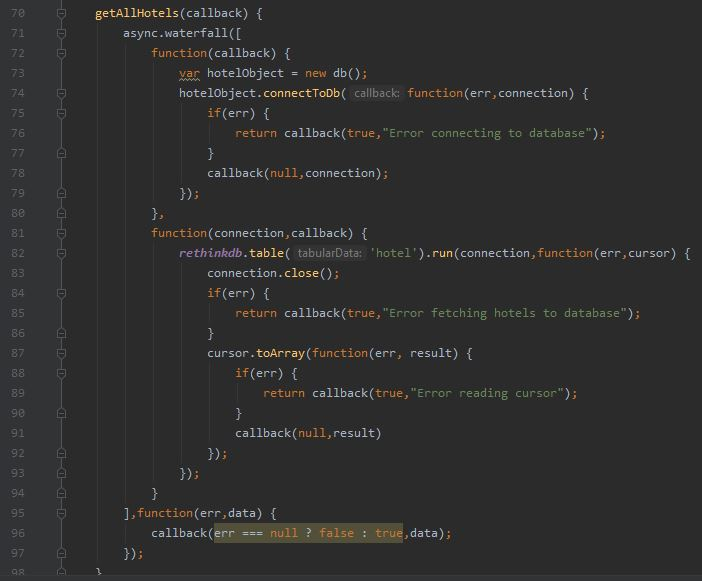 70 getAllHotels(callback) {
71 async.waterfall([
72 function(callback) {
73 var hotelObject = new db();
74 hotelObject.connectToDb( callback: function(err,connection) {
75 if(err) {
76 return callback(true,"Error connecting to database");
77 }
78 callback(null,connection);
79 });
80 },
81 function(connection,callback) {
82 rethinkdb.table( tabularData: 'hotel').run(connection,function(err,cursor) {
83 connection.close();
84 if(err) {
85 return callback(true,"Error fetching hotels to database");
86 }
87 cursor.toArray(function(err, result) {
88 if(err) {
89 return callback(true,"Error reading cursor");
90 }
91 callback(null,result)
92 });
93 });
94 }
95 ],function(err,data) {
96 callback(err === null ? false : true,data);
97 });
98 }